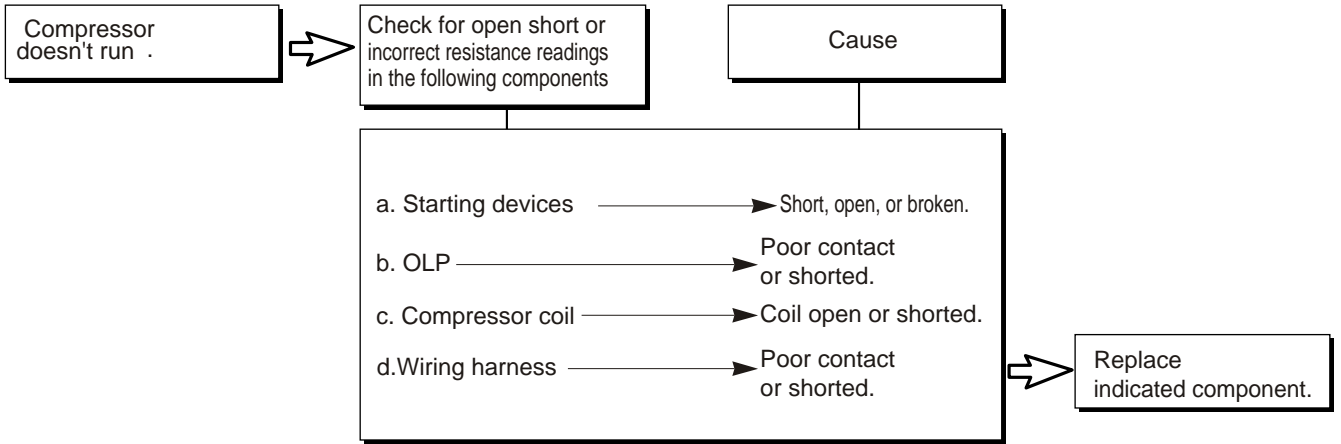 Compressor
doesn't run .
Check for open short or
incorrect resistance readings
in the following components
Cause
a. Starting devices
Short, open, or broken.
b. OLP
Poor contact
or shorted.
c. Compressor coil
Coil open or shorted.
d.Wiring harness
Poor contact
or shorted.
Replace
indicated component.